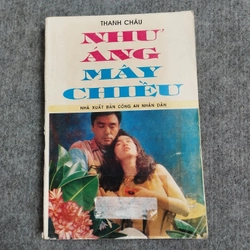 THANH CHÂU
NHƯ
ÁNG
MÂY
CHIỀU
NHÀ XUẤT BẢN CÔNG AN NHÂN DÂN